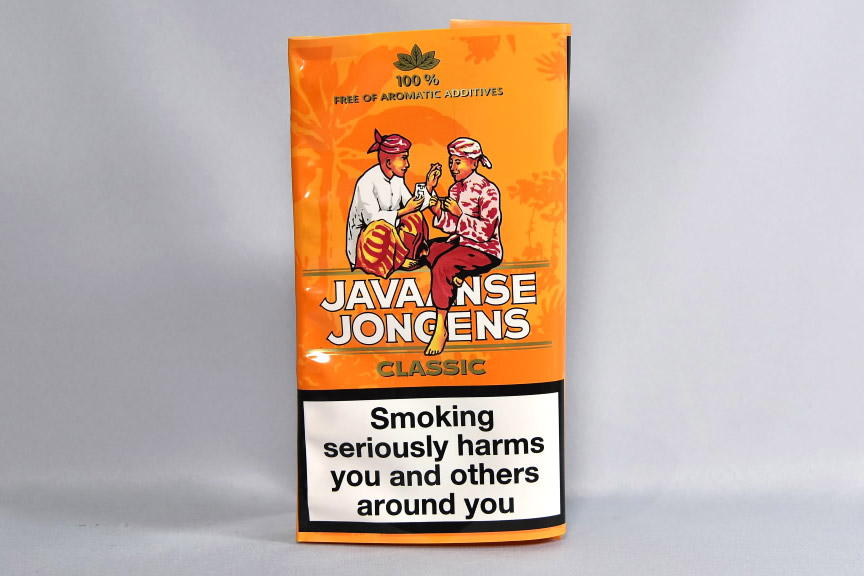 100 %
FREE OF AROMATIC ADDITIVES
JAVAANSE
JONGENS
CLASSIC
Smoking
seriously harms
you and others
around you